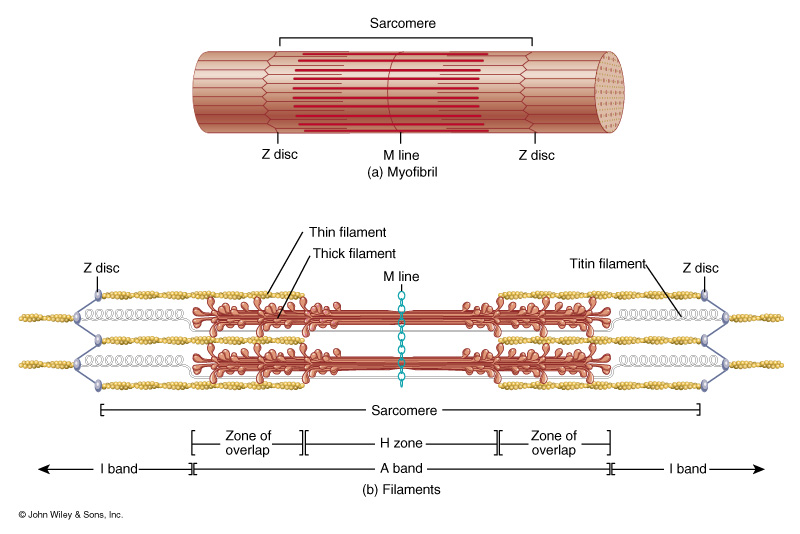 Sarcomere
Z disc
M line
Z disc
(a) Myofibril
Thin filament
Thick filament
Z disc
M line
Titin filament
Z disc
Sarcomere
Zone of
overlap
H zone
Zone of
overlap
I band
A band
I band
(b) Filaments
© John Wiley & Sons, Inc.